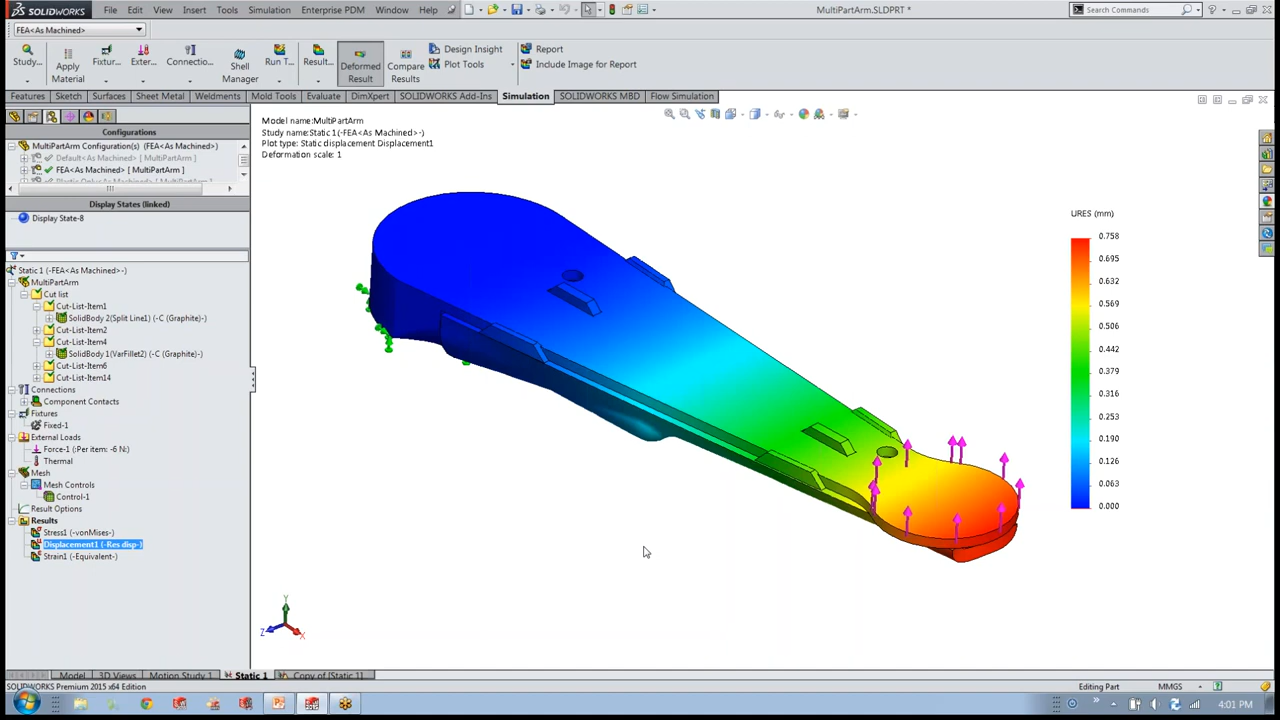 SOLIDWORKS File Edit View Insert Tools Simulation Enterprise PDM Window Help MultiPartArm.SLDPRT * Search Commands
FEA<As Machined>
Study... Apply Material Fixtur... Exter... Connectio... Shell Manager Run T... Result... Deformed Result Compare Results Design Insight Plot Tools Report Include Image for Report
Features Sketch Surfaces Sheet Metal Weldments Mold Tools Evaluate DimXpert SOLIDWORKS Add-Ins Simulation SOLIDWORKS MBD Flow Simulation
Configurations
MultiPartArm Configuration(s) (FEA<As Machined>)
Default<As Machined> [ MultiPartArm ]
FEA<As Machined> [ MultiPartArm ]
Display States (linked)
Display State-8
Static 1 (-FEA<As Machined>-)
MultiPartArm
Cut list
Cut-List-Item1
SolidBody 2(Split Line1) (-C (Graphite)-)
Cut-List-Item2
Cut-List-Item4
SolidBody 1(VarFillet2) (-C (Graphite)-)
Cut-List-Item6
Cut-List-Item14
Connections
Component Contacts
Fixtures
Fixed-1
External Loads
Force-1 (:Per item: -6 N:)
Thermal
Mesh
Mesh Controls
Control-1
Result Options
Results
Stress1 (-vonMises-)
Displacement1 (-Res disp-)
Strain1 (-Equivalent-)
Model name:MultiPartArm
Study name:Static 1(-FEA<As Machined>-)
Plot type: Static displacement Displacement1
Deformation scale: 1
URES (mm)
0.758
0.695
0.632
0.569
0.506
0.442
0.379
0.316
0.253
0.190
0.126
0.063
0.000
Y
Z X
Model 3D Views Motion Study 1 Static 1 Copy of [Static 1]
SOLIDWORKS Premium 2015 x64 Edition Editing Part MMGS
4:01 PM